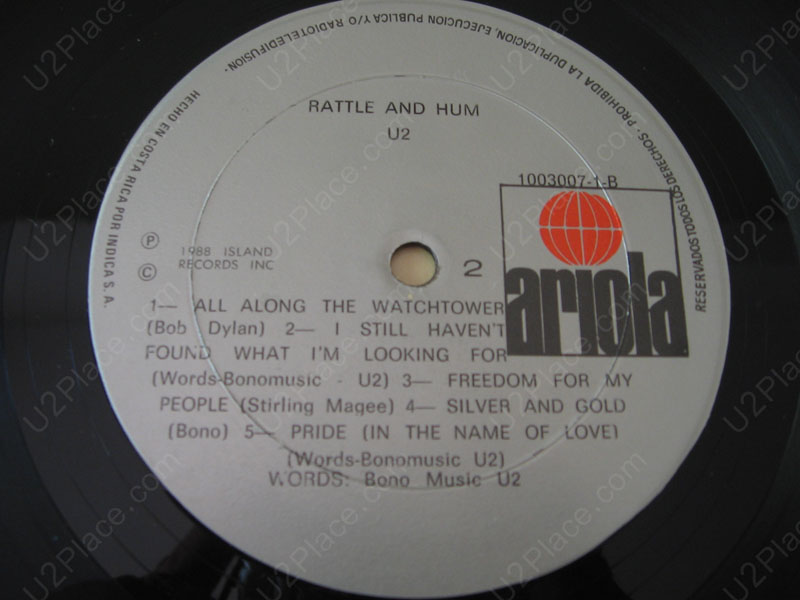 RATTLE AND HUM
U2
1003007-1-B
ariola
Ⓟ 1988 ISLAND
© RECORDS INC
2
1— ALL ALONG THE WATCHTOWER
(Bob Dylan) 2— I STILL HAVEN'T
FOUND WHAT I'M LOOKING FOR
(Words-Bonomusic - U2) 3— FREEDOM FOR MY
PEOPLE (Stirling Magee) 4— SILVER AND GOLD
(Bono) 5— PRIDE (IN THE NAME OF LOVE)
(Words-Bonomusic U2)
WORDS: Bono Music U2
RESERVADOS TODOS LOS DERECHOS - PROHIBIDA LA DUPLICACION, EJECUCION PUBLICA Y/O RADIOTELEDIFUSION -
HECHO EN COSTA RICA POR INDICA S. A.
U2Place.com